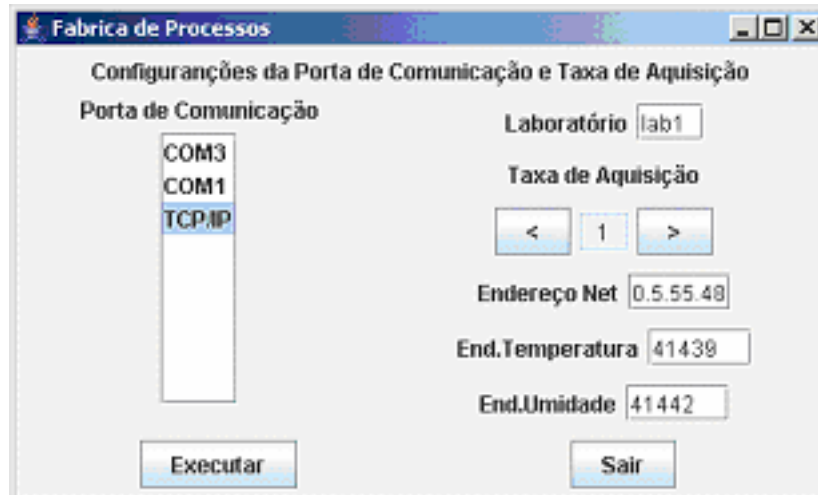 Fabrica de Processos
Configuranções da Porta de Comunicação e Taxa de Aquisição
Porta de Comunicação
COM3
COM1
TCP/IP
Laboratório lab1
Taxa de Aquisição
< 1 >
Endereço Net 0.5.55.48
End.Temperatura 41439
End.Umidade 41442
Executar
Sair